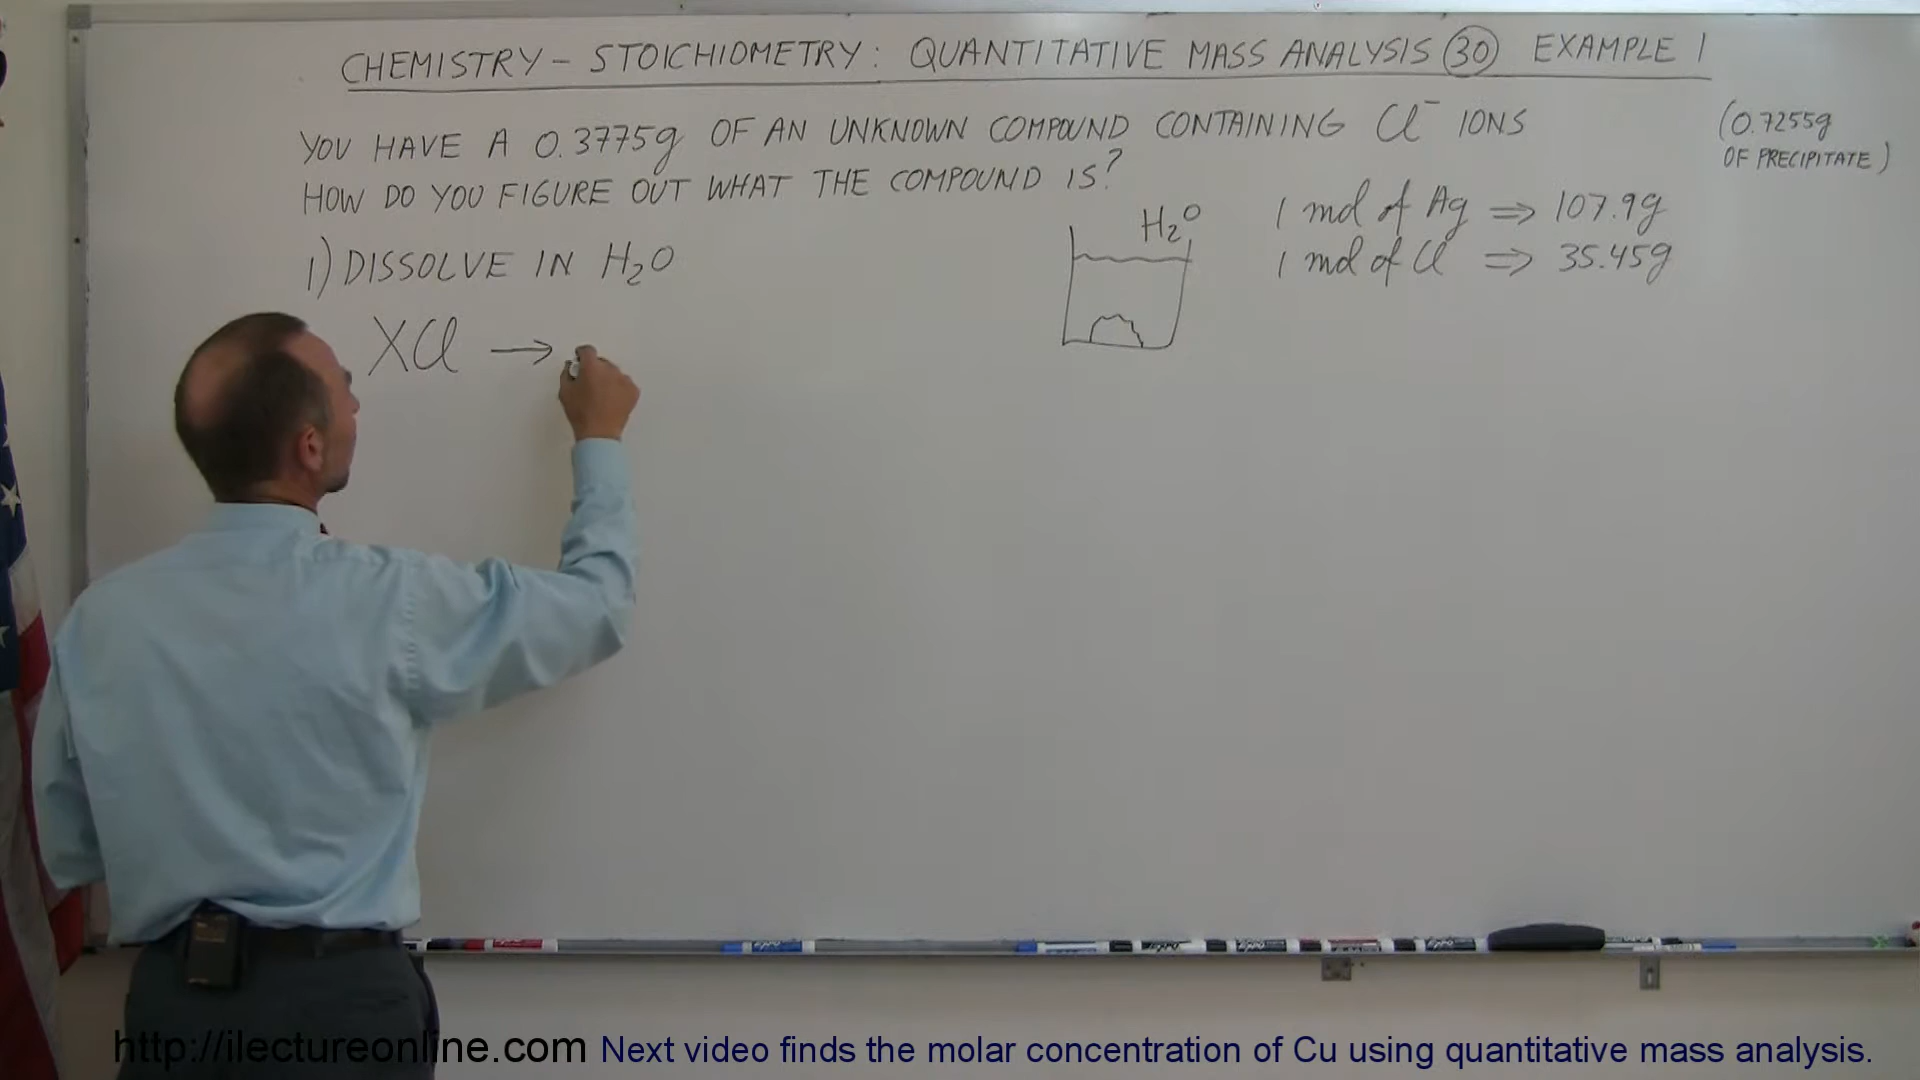 CHEMISTRY - STOICHIOMETRY: QUANTITATIVE MASS ANALYSIS 30 EXAMPLE 1
YOU HAVE A 0.3775g OF AN UNKNOWN COMPOUND CONTAINING Cl⁻ IONS
HOW DO YOU FIGURE OUT WHAT THE COMPOUND IS?
(0.7255g
OF PRECIPITATE)
1) DISSOLVE IN H₂O
XCl →
H₂O
1 mol of Ag ⇒ 107.9g
1 mol of Cl ⇒ 35.45g
http://ilectureonline.com Next video finds the molar concentration of Cu using quantitative mass analysis.